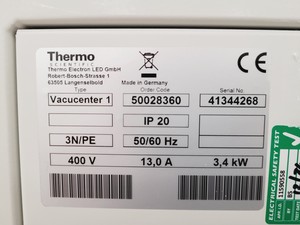 Thermo
SCIENTIFIC
Thermo Electron LED GmbH
Robert-Bosch-Strasse 1
63505 Langenselbold
Made in Germany
Type Order Code Serial No.
Vacucenter 1 50028360 41344268
IP 20
3N/PE 50/60 Hz
400 V 13,0 A 3,4 kW
ELECTRICAL SAFETY TEST
11590558